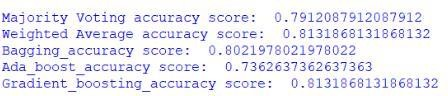 Majority Voting accuracy score:  0.7912087912087912
Weighted Average accuracy score:  0.8131868131868132
Bagging_accuracy score:  0.8021978021978022
Ada_boost_accuracy score:  0.7362637362637363
Gradient_boosting_accuracy score:  0.8131868131868132